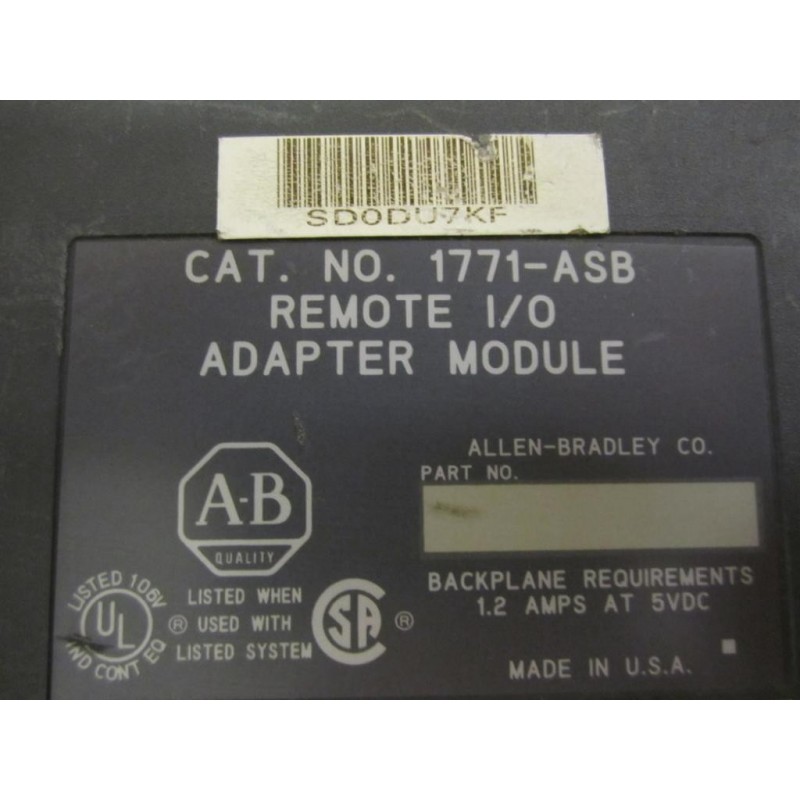 SD0DU7KF
CAT. NO. 1771-ASB
REMOTE I/O
ADAPTER MODULE
ALLEN-BRADLEY CO.
PART NO.
A-B
QUALITY
BACKPLANE REQUIREMENTS
1.2 AMPS AT 5VDC
LISTED 106V
UL
IND CONT EQ
®
LISTED WHEN
USED WITH
LISTED SYSTEM
SA
®
MADE IN U.S.A.